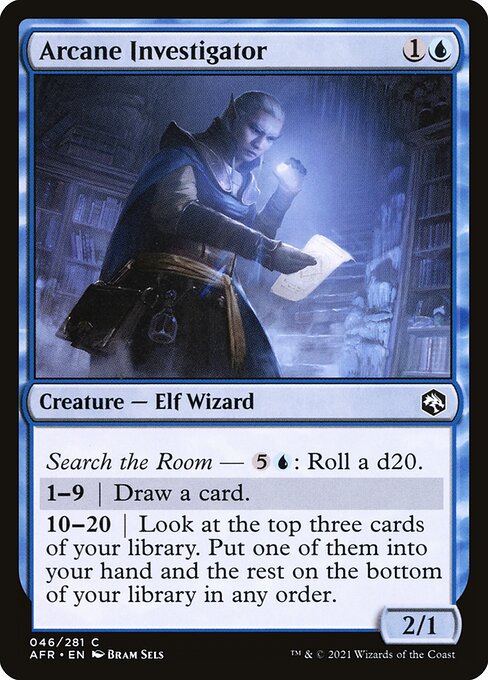 Arcane Investigator 1
Creature — Elf Wizard
Search the Room — 5: Roll a d20.
1–9 | Draw a card.
10–20 | Look at the top three cards
of your library. Put one of them into
your hand and the rest on the bottom
of your library in any order.
2/1
046/281 C
AFR • EN Bram Sels
™ & © 2021 Wizards of the Coast